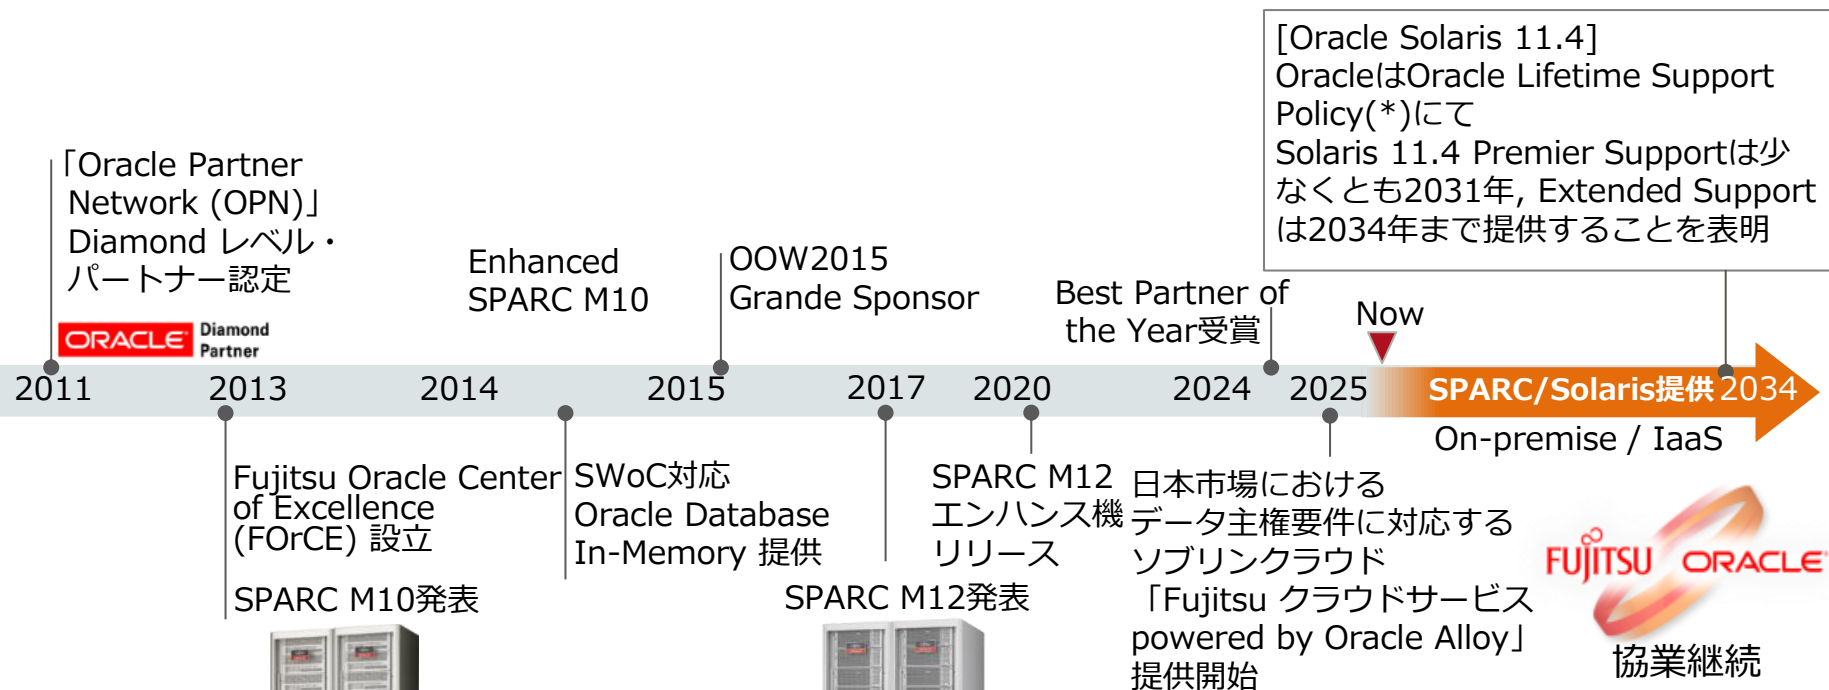 [Oracle Solaris 11.4]
OracleはOracle Lifetime Support
Policy(*)にて
Solaris 11.4 Premier Supportは少
なくとも2031年, Extended Support
は2034年まで提供することを表明
「Oracle Partner
Network (OPN)」
Diamond レベル・
パートナー認定
ORACLE Diamond
Partner
Enhanced
SPARC M10
OOW2015
Grande Sponsor
Best Partner of
the Year受賞
Now
2011 2013 2014 2015 2017 2020 2024 2025 SPARC/Solaris提供 2034
On-premise / IaaS
Fujitsu Oracle Center
of Excellence
(FOrCE) 設立
SPARC M10発表
SWoC対応
Oracle Database
In-Memory 提供
SPARC M12発表
SPARC M12
エンハンス機
リリース
日本市場における
データ主権要件に対応する
ソブリンクラウド
「Fujitsu クラウドサービス
powered by Oracle Alloy」
提供開始
FUJITSU ORACLE
協業継続